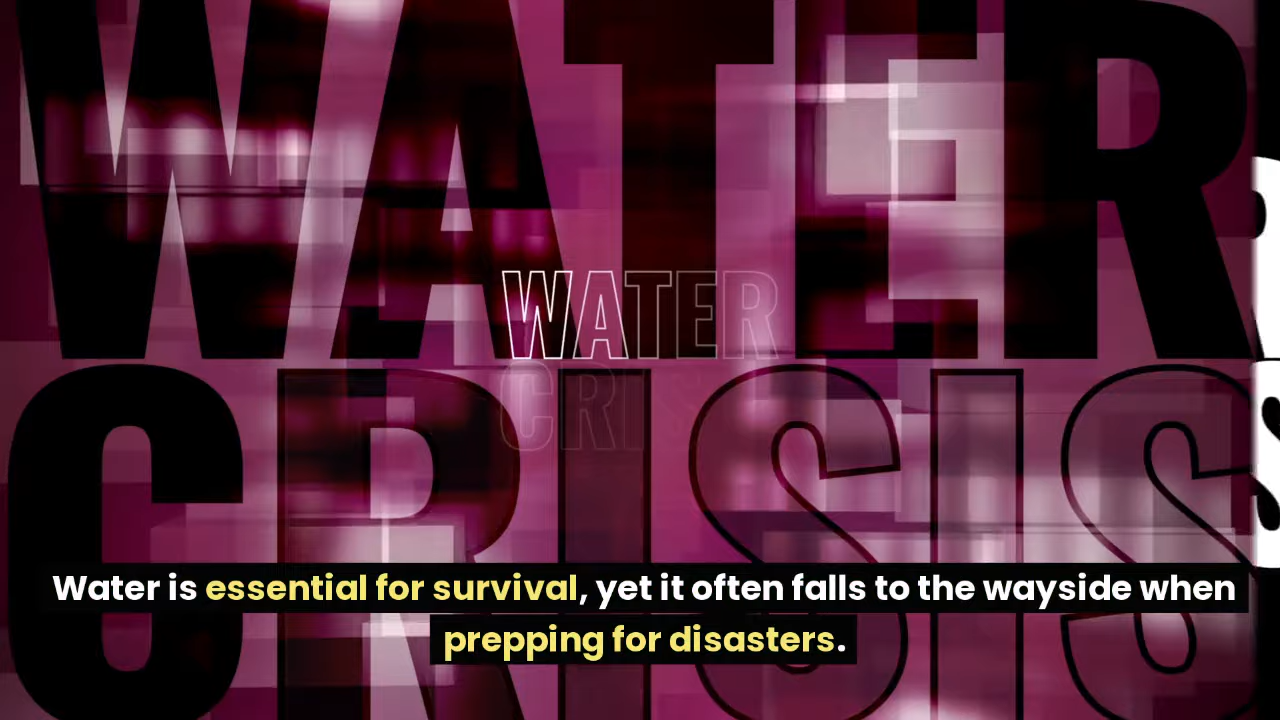 WATER
WATER
CRISIS
CRIS
Water is essential for survival, yet it often falls to the wayside when
prepping for disasters.